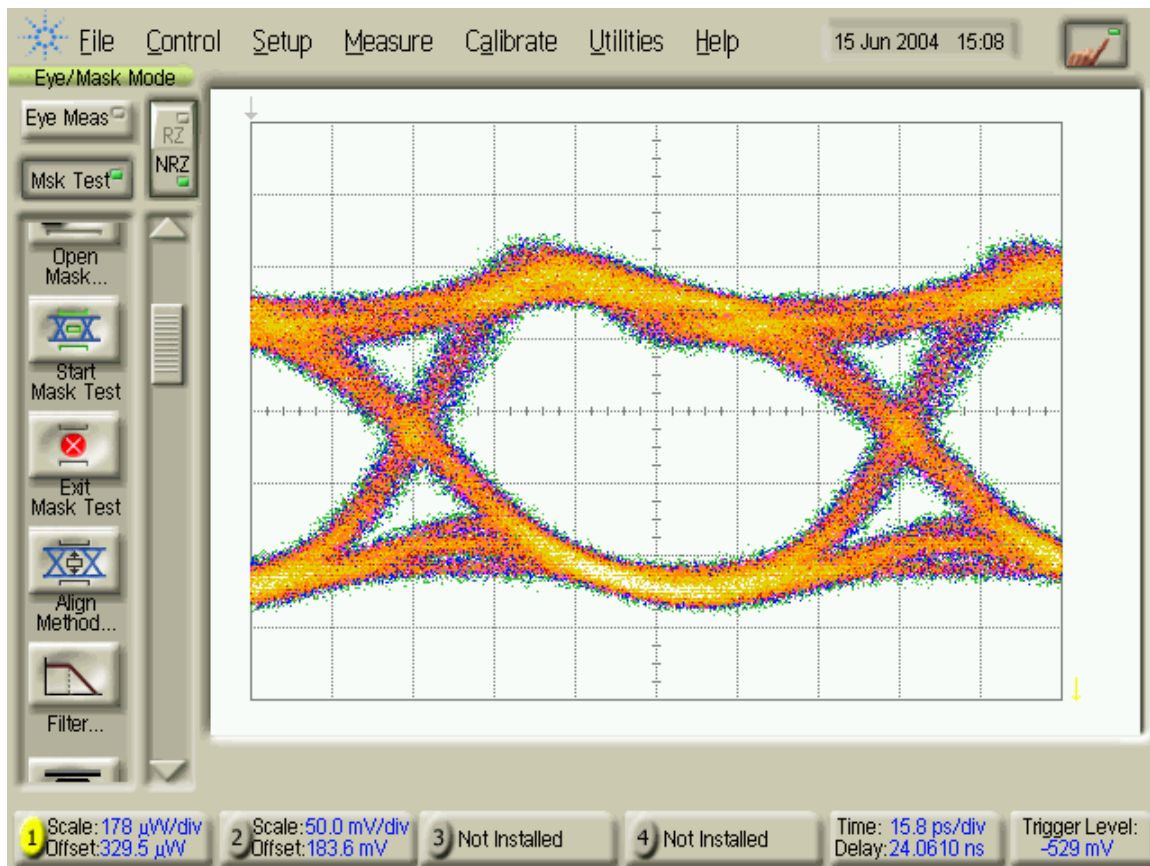 File Control Setup Measure Calibrate Utilities Help 15 Jun 2004 15:08
Eye/Mask Mode
Eye Meas
RZ
NRZ
Msk Test
Open
Mask...
Start
Mask Test
Exit
Mask Test
Align
Method...
Filter...
1 Scale: 178 µW/div
Offset: 329.5 µW
2 Scale: 50.0 mV/div
Offset: 183.6 mV
3 Not Installed
4 Not Installed
Time: 15.8 ps/div
Delay: 24.0610 ns
Trigger Level:
-529 mV